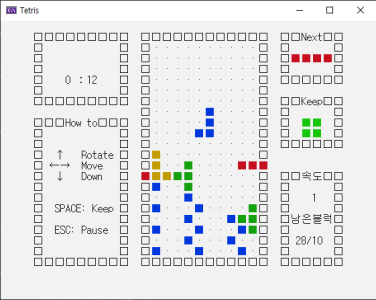 Tetris
Next
0 : 12
Keep
How to
↑ Rotate
←→ Move
↓ Down
속도
1
SPACE: Keep
남은블럭
ESC: Pause
28/10